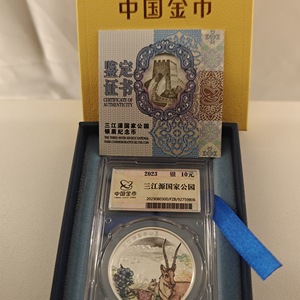 中国金币
鉴定
证书
CERTIFICATE OF
AUTHENTICITY
三江源国家公园
银质纪念币
2023 银 10元
中国金币
三江源国家公园